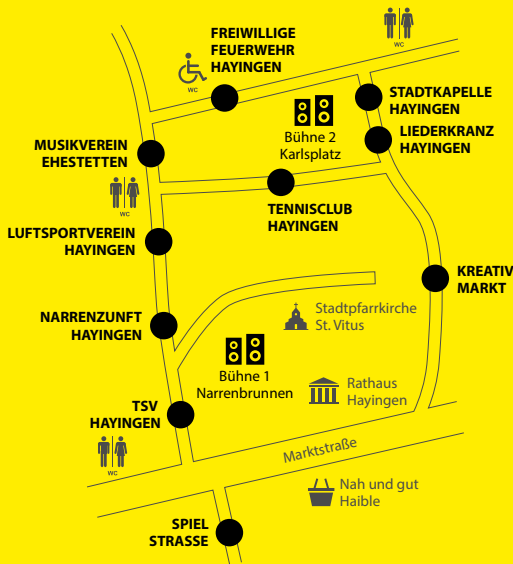 FREIWILLIGE
FEUERWEHR
HAYINGEN
WC
WC
STADTKAPELLE
HAYINGEN
LIEDERKRANZ
HAYINGEN
Bühne 2
Karlsplatz
MUSIKVEREIN
EHESTETTEN
WC
TENNISCLUB
HAYINGEN
LUFTSPORTVEREIN
HAYINGEN
KREATIV
MARKT
NARRENZUNFT
HAYINGEN
Stadtpfarrkirche
St. Vitus
Bühne 1
Narrenbrunnen
Rathaus
Hayingen
TSV
HAYINGEN
WC
Marktstraße
Nah und gut
Haible
SPIEL
STRASSE